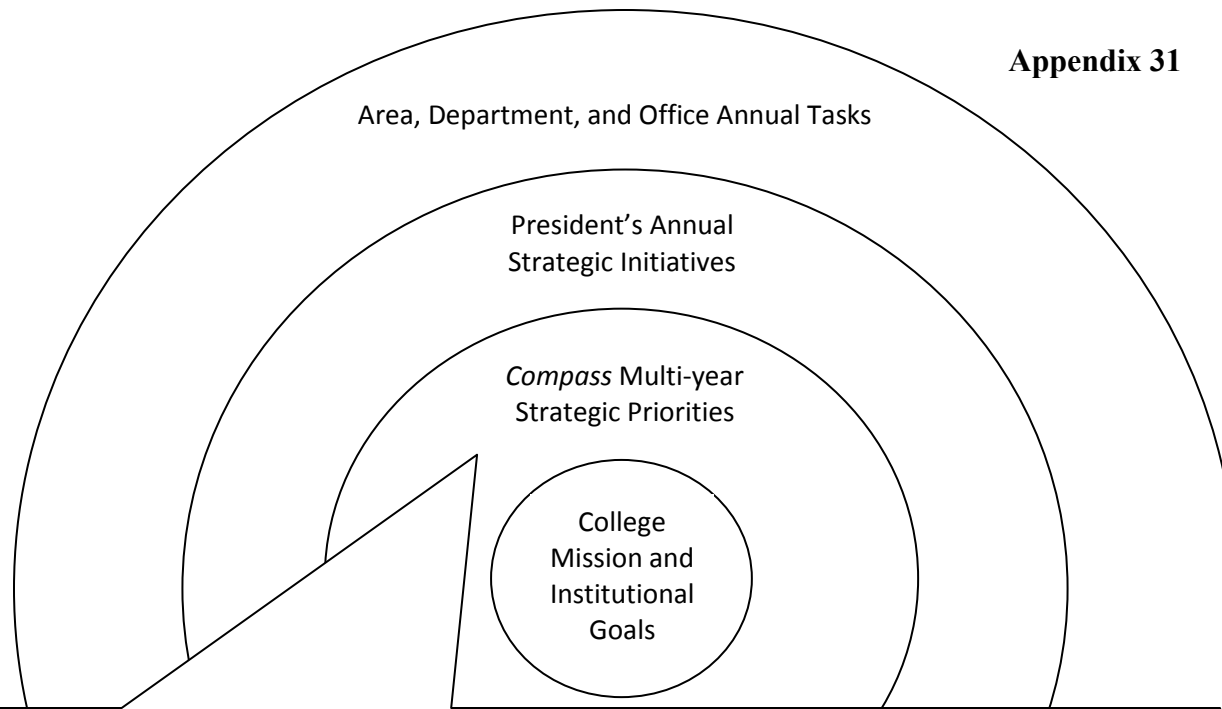 Appendix 31
Area, Department, and Office Annual Tasks
President’s Annual
Strategic Initiatives
Compass Multi-year
Strategic Priorities
College
Mission and
Institutional
Goals